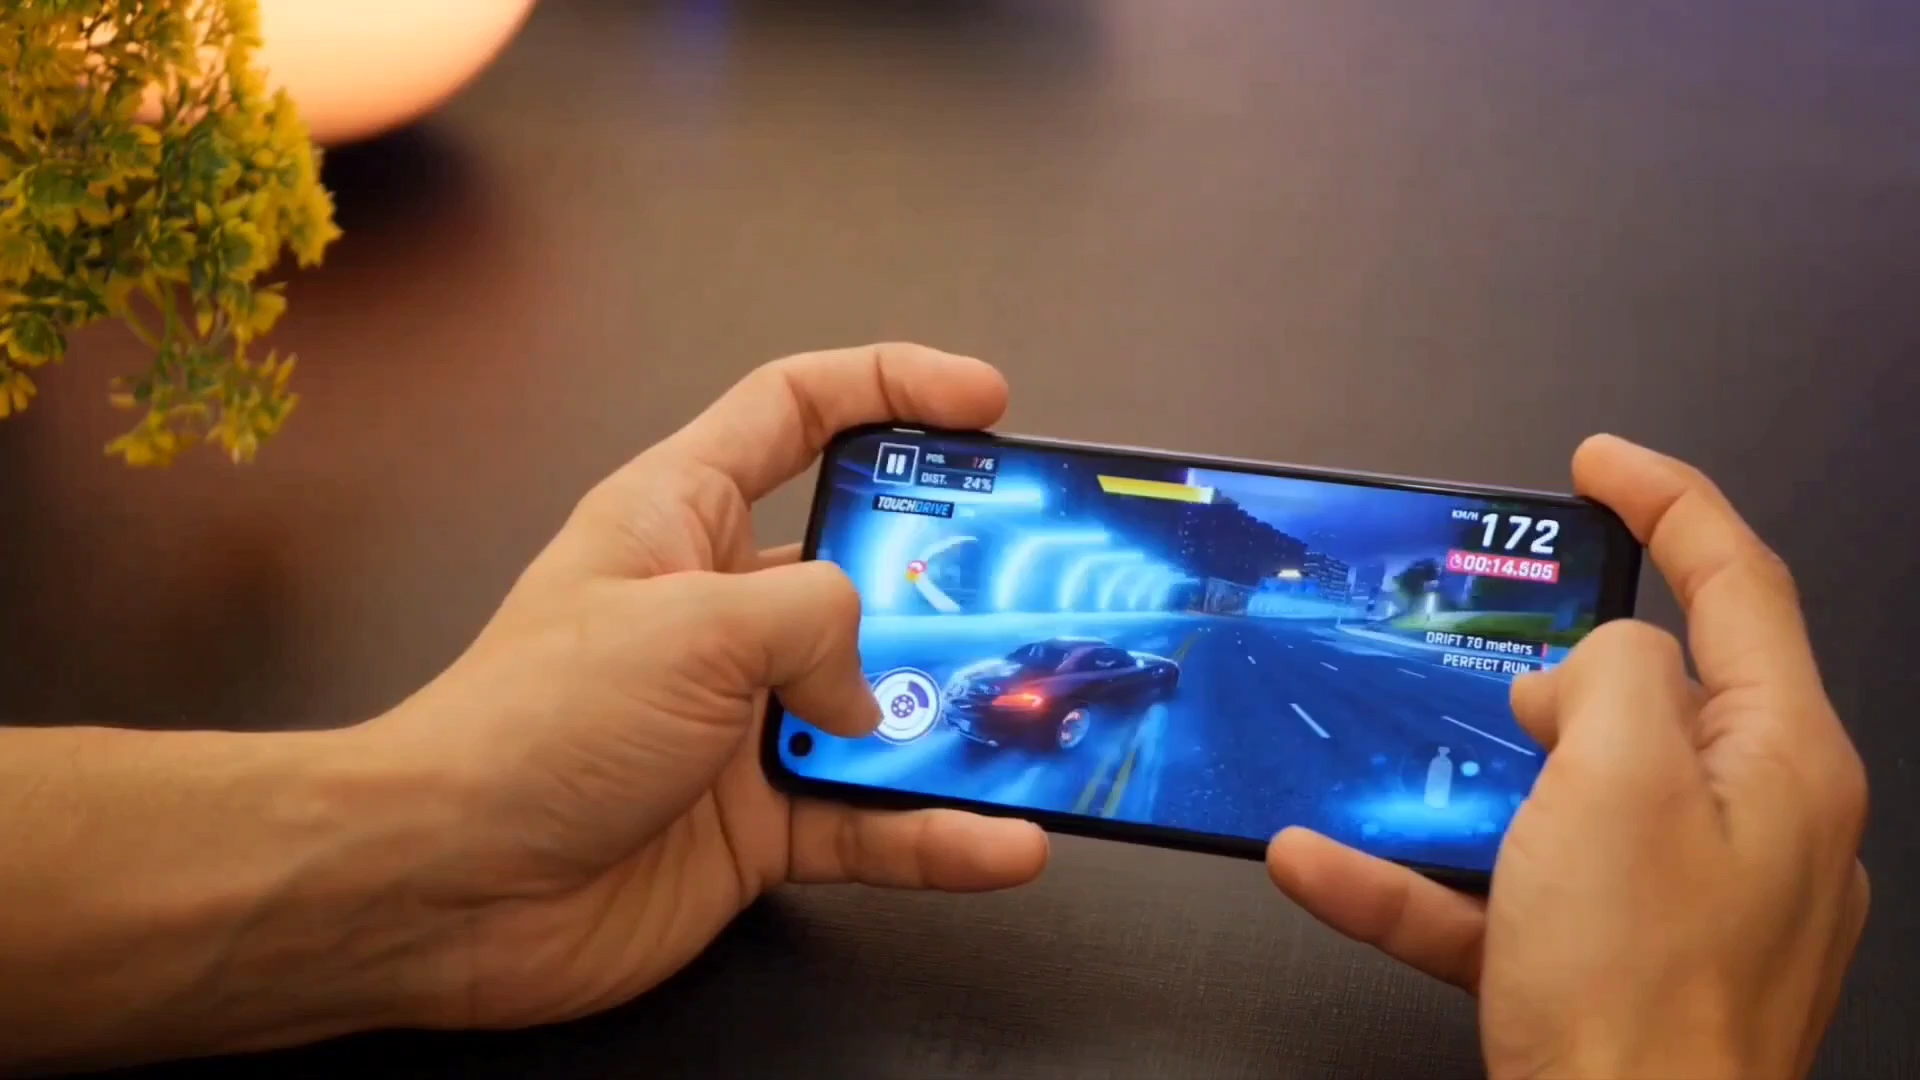 POS. 1/6
DIST. 24%
TOUCHDRIVE
KM/H 172
00:14.505
DRIFT 70 meters
PERFECT RUN